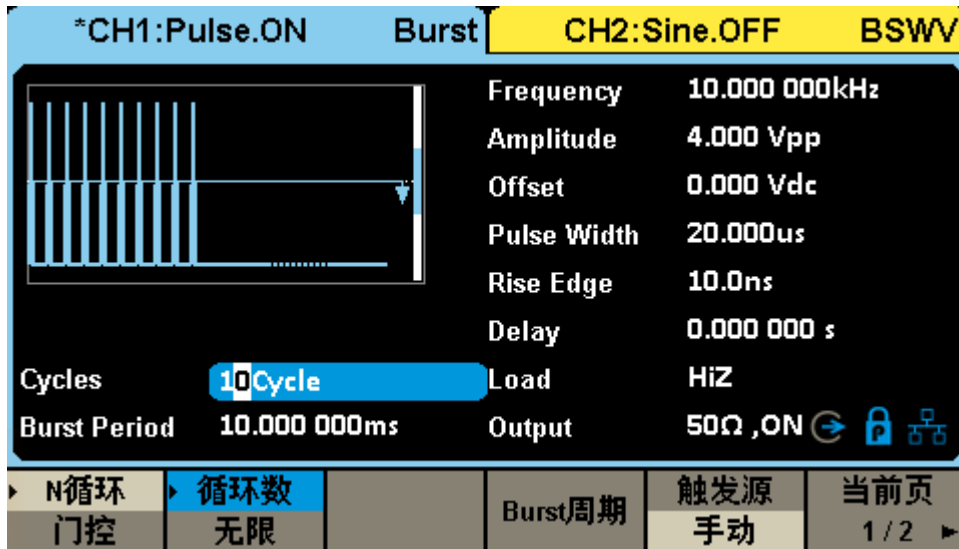 *CH1:Pulse.ON Burst CH2:Sine.OFF BSWV
Frequency 10.000 000kHz
Amplitude 4.000 Vpp
Offset 0.000 Vdc
Pulse Width 20.000us
Rise Edge 10.0ns
Delay 0.000 000 s
Cycles 10Cycle Load HiZ
Burst Period 10.000 000ms Output 50Ω ,ON P
N循环 循环数 Burst周期 触发源 当前页
门控 无限 手动 1 / 2